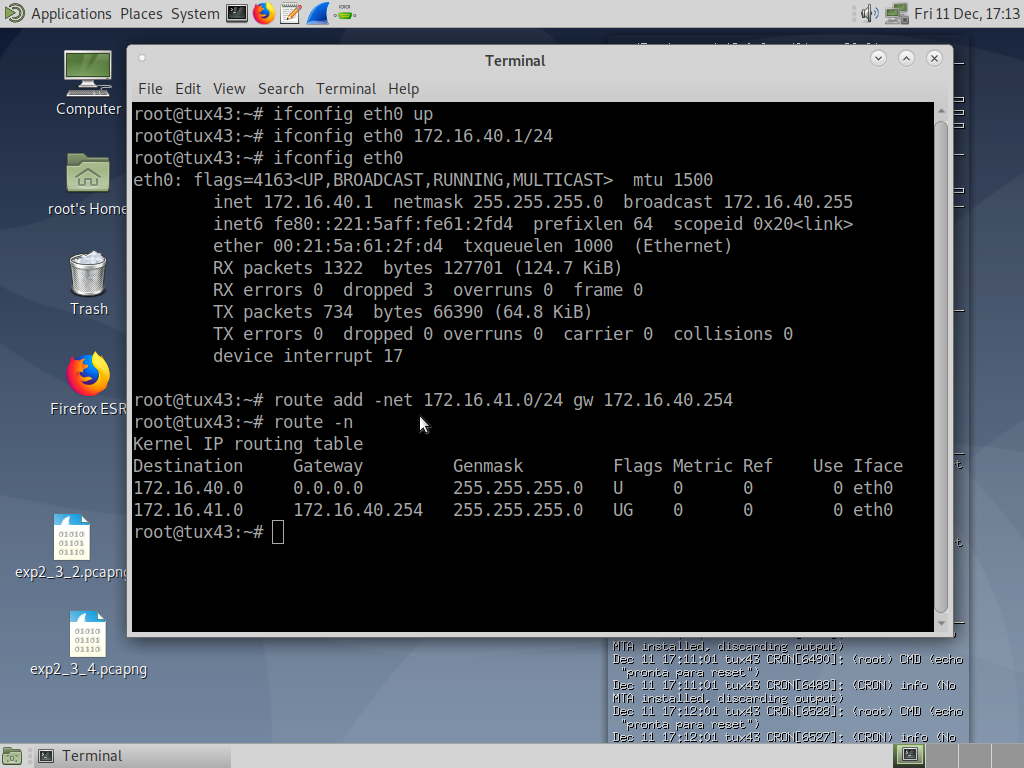 Applications Places System Fri 11 Dec, 17:13
Computer
root's Home
Trash
Firefox ESR
exp2_3_2.pcapng
exp2_3_4.pcapng
Terminal
File Edit View Search Terminal Help
root@tux43:~# ifconfig eth0 up
root@tux43:~# ifconfig eth0 172.16.40.1/24
root@tux43:~# ifconfig eth0
eth0: flags=4163<UP,BROADCAST,RUNNING,MULTICAST>  mtu 1500
        inet 172.16.40.1  netmask 255.255.255.0  broadcast 172.16.40.255
        inet6 fe80::221:5aff:fe61:2fd4  prefixlen 64  scopeid 0x20<link>
        ether 00:21:5a:61:2f:d4  txqueuelen 1000  (Ethernet)
        RX packets 1322  bytes 127701 (124.7 KiB)
        RX errors 0  dropped 3  overruns 0  frame 0
        TX packets 734  bytes 66390 (64.8 KiB)
        TX errors 0  dropped 0 overruns 0  carrier 0  collisions 0
        device interrupt 17
root@tux43:~# route add -net 172.16.41.0/24 gw 172.16.40.254
root@tux43:~# route -n
Kernel IP routing table
Destination     Gateway         Genmask         Flags Metric Ref    Use Iface
172.16.40.0     0.0.0.0         255.255.255.0   U     0      0        0 eth0
172.16.41.0     172.16.40.254   255.255.255.0   UG    0      0        0 eth0
root@tux43:~#
MTA installed, discarding output)
Dec 11 17:11:01 tux43 CRON[6490]: (root) CMD (echo
"pronta para reset")
Dec 11 17:11:01 tux43 CRON[6489]: (CRON) info (No
MTA installed, discarding output)
Dec 11 17:12:01 tux43 CRON[6528]: (root) CMD (echo
"pronta para reset")
Dec 11 17:12:01 tux43 CRON[6527]: (CRON) info (No
Terminal